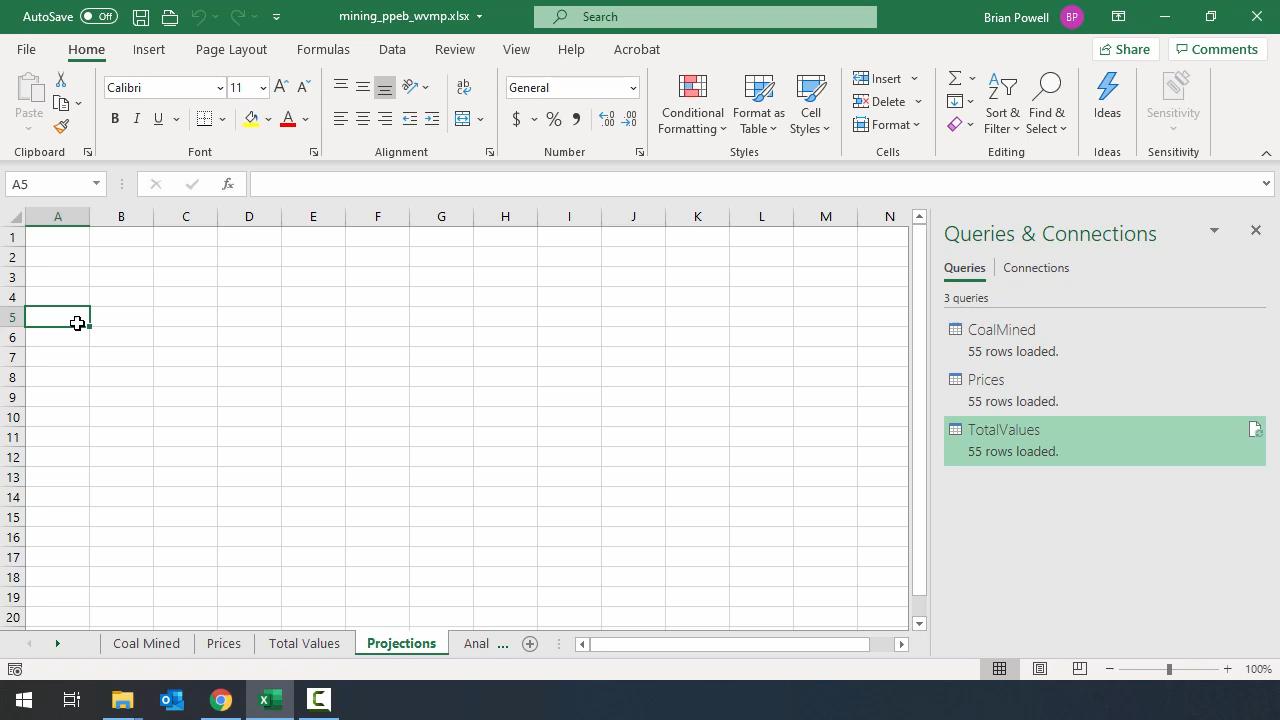 AutoSave Off mining_ppeb_wvmp.xlsx Search Brian Powell BP
File Home Insert Page Layout Formulas Data Review View Help Acrobat Share Comments
Paste Calibri 11 A A ab General Conditional Formatting Format as Table Cell Styles Insert Delete Format Sort & Filter Find & Select Ideas Sensitivity
B I U A $ % ,
Clipboard Font Alignment Number Styles Cells Editing Ideas Sensitivity
A5 fx
A B C D E F G H I J K L M N
1
2
3
4
5
6
7
8
9
10
11
12
13
14
15
16
17
18
19
20
Queries & Connections
Queries Connections
3 queries
CoalMined
55 rows loaded.
Prices
55 rows loaded.
TotalValues
55 rows loaded.
Coal Mined Prices Total Values Projections Anal ...
100%